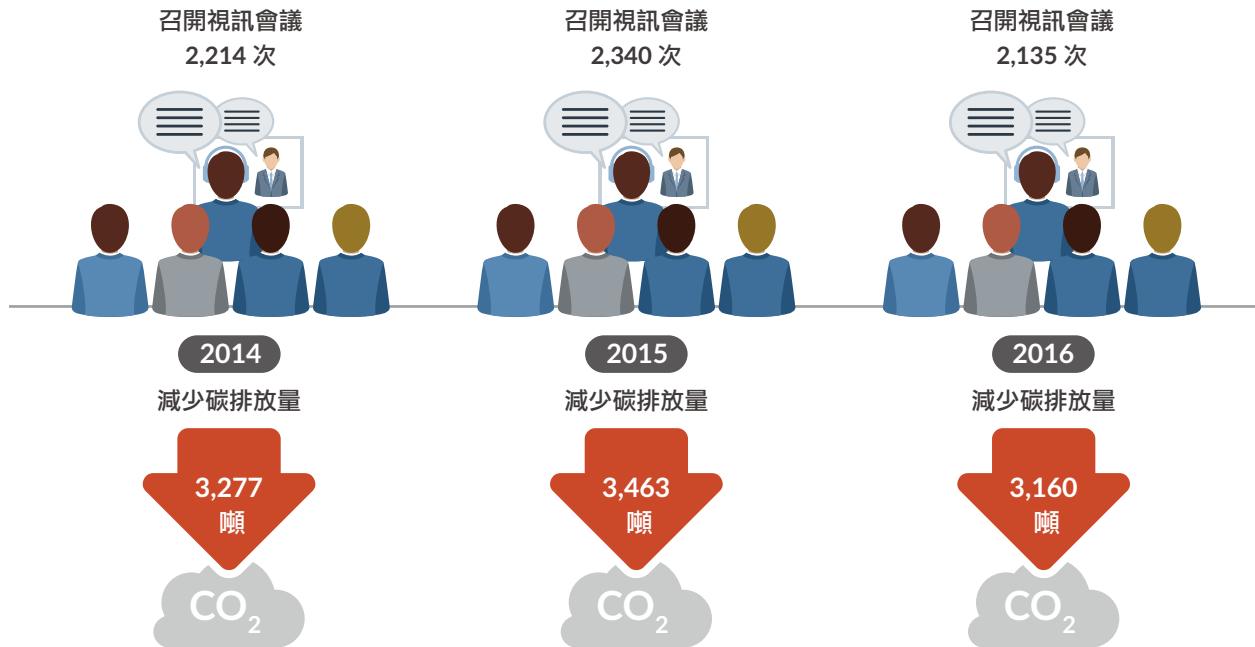 召開視訊會議
2,214 次
2014
減少碳排放量
3,277
噸
CO2
召開視訊會議
2,340 次
2015
減少碳排放量
3,463
噸
CO2
召開視訊會議
2,135 次
2016
減少碳排放量
3,160
噸
CO2